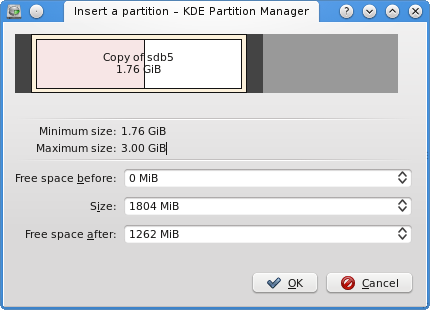 Insert a partition – KDE Partition Manager
Copy of sdb5
1.76 GiB
Minimum size: 1.76 GiB
Maximum size: 3.00 GiB
Free space before: 0 MiB
Size: 1804 MiB
Free space after: 1262 MiB
OK Cancel